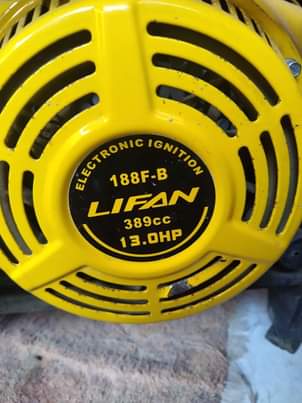 ELECTRONIC IGNITION
188F-B
LIFAN
389cc
13.0HP